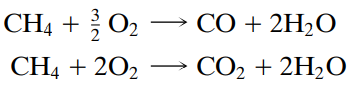 CH₄ + 3/2 O₂ ⟶ CO + 2H₂O
CH₄ + 2O₂ ⟶ CO₂ + 2H₂O